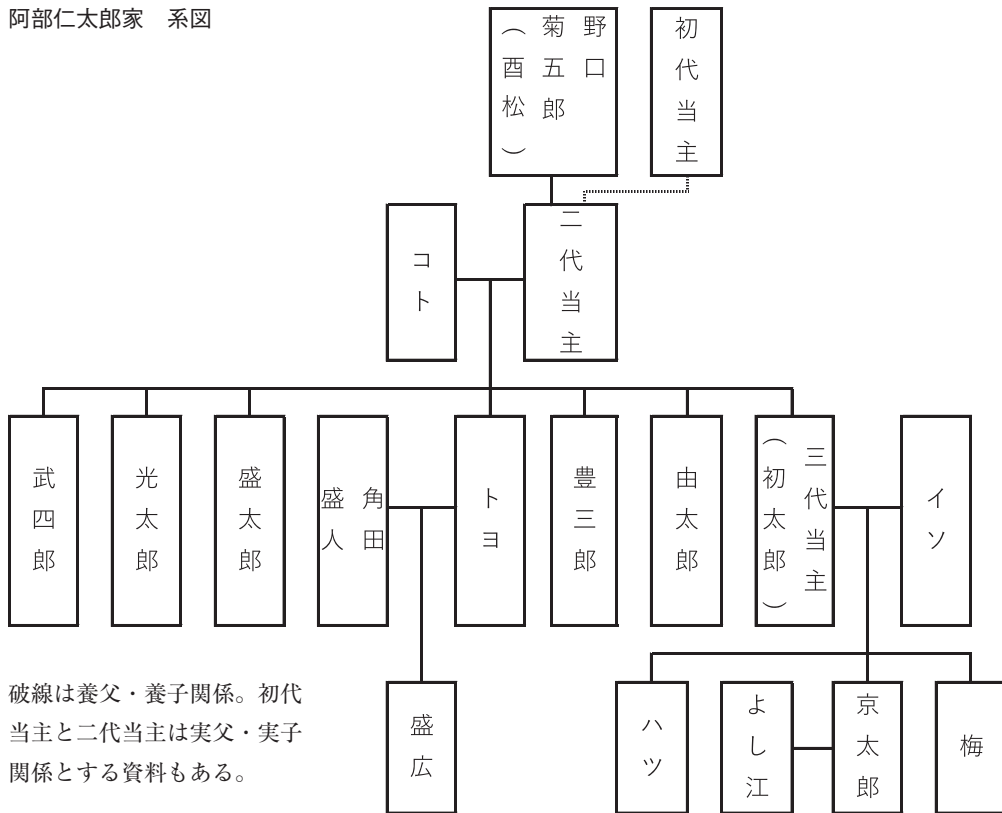 阿部仁太郎家　系図
初代当主
野口
菊五郎
（酉松）
二代当主
コト
イソ
三代当主
（初太郎）
由太郎
豊三郎
トヨ
角田
盛人
盛太郎
光太郎
武四郎
梅
京太郎
よし江
ハツ
盛広
破線は養父・養子関係。初代
当主と二代当主は実父・実子
関係とする資料もある。